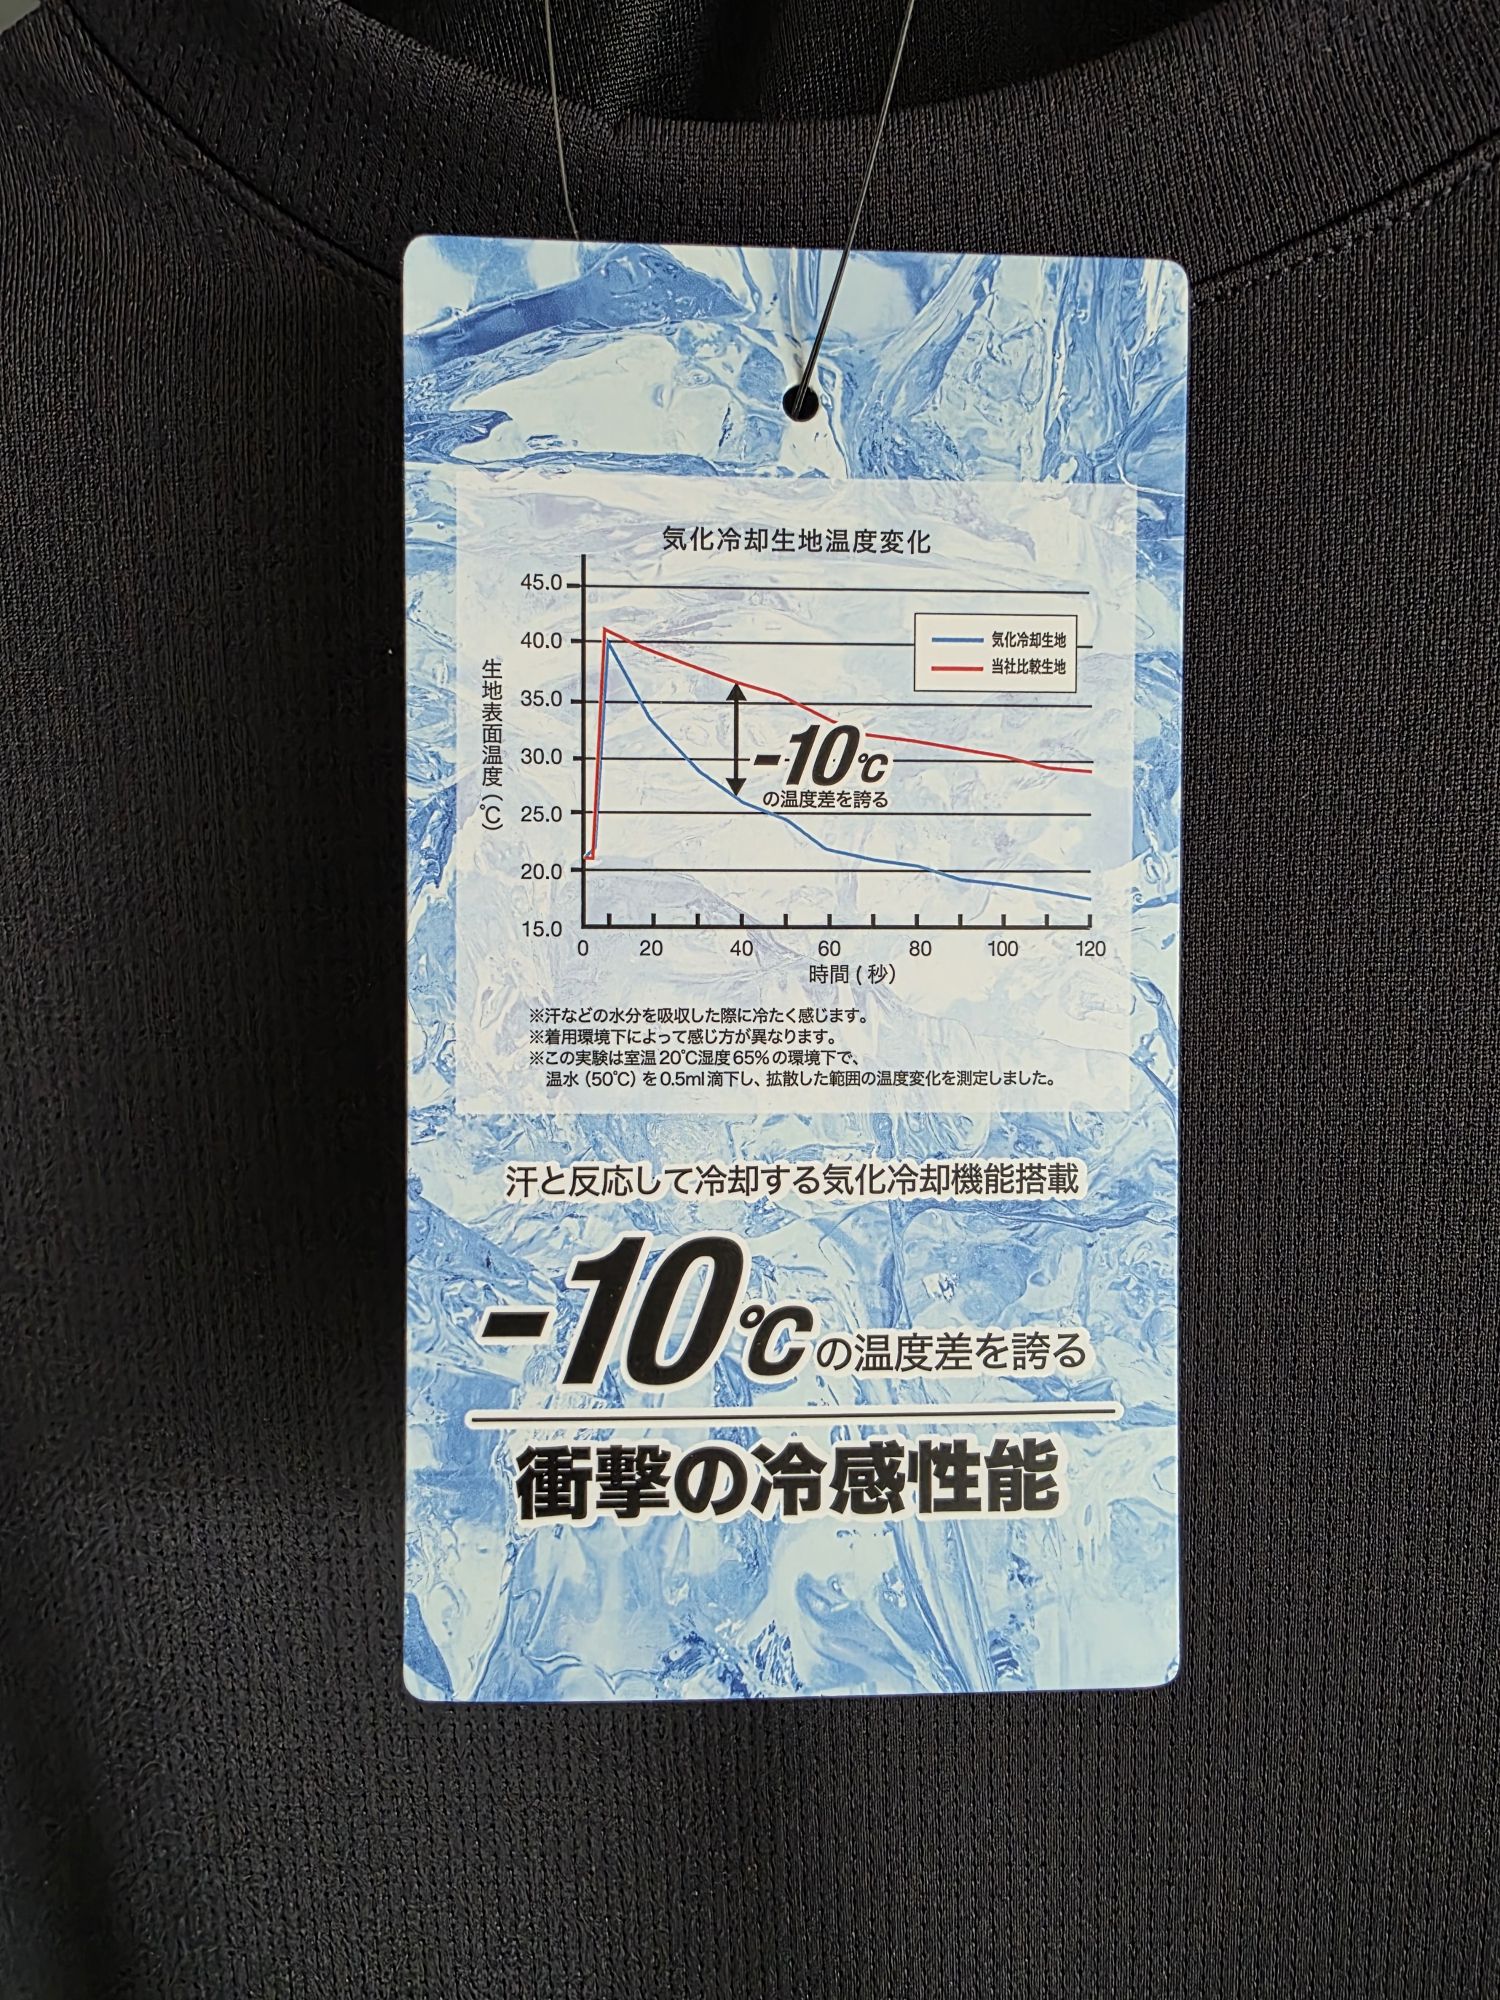 気化冷却生地温度変化
45.0
40.0
35.0
30.0
25.0
20.0
15.0
生地表面温度(℃)
気化冷却生地
当社比較生地
-10℃
の温度差を誇る
0 20 40 60 80 100 120
時間(秒)
※汗などの水分を吸収した際に冷たく感じます。
※着用環境下によって感じ方が異なります。
※この実験は室温20℃湿度65%の環境下で、
温水(50℃)を0.5ml滴下し、拡散した範囲の温度変化を測定しました。
汗と反応して冷却する気化冷却機能搭載
-10℃の温度差を誇る
衝撃の冷感性能